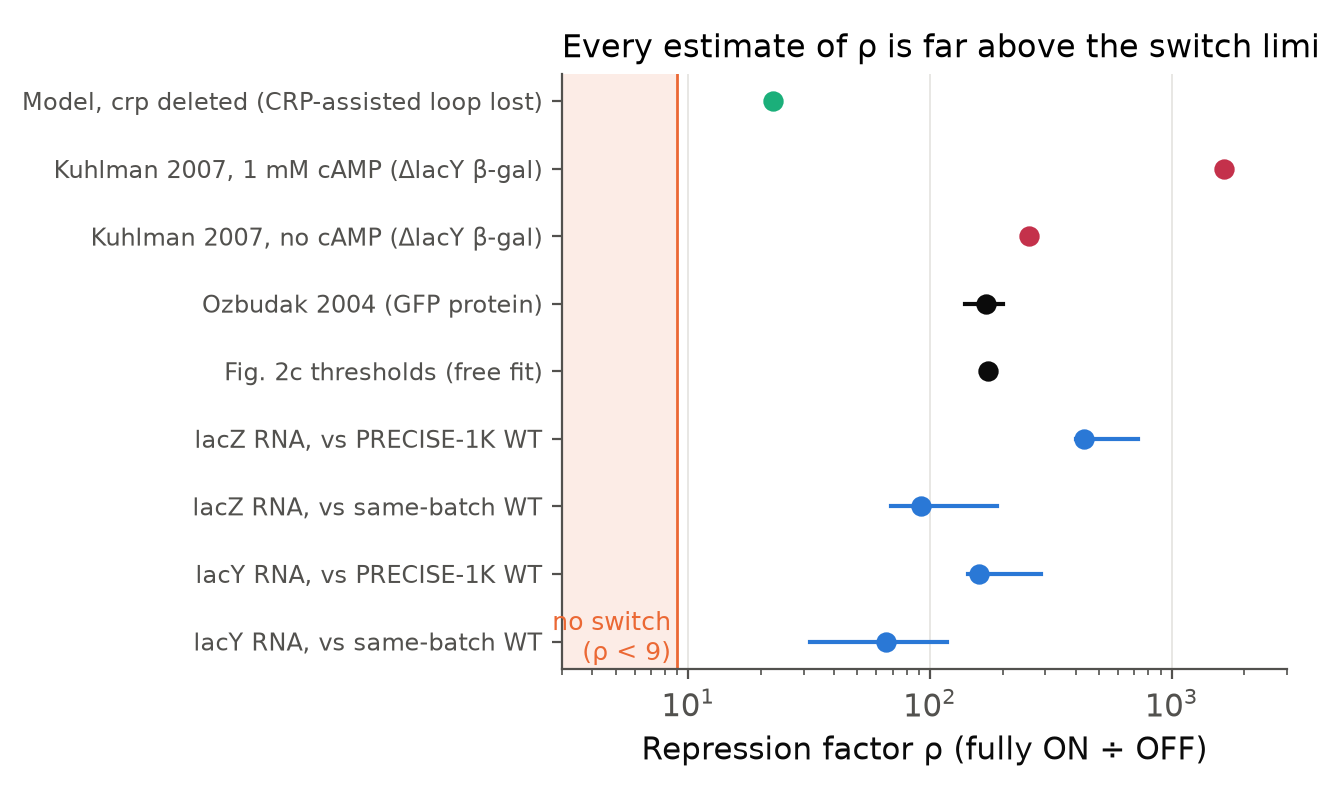 Every estimate of ρ is far above the switch limi
Model, crp deleted (CRP-assisted loop lost)
Kuhlman 2007, 1 mM cAMP (ΔlacY β-gal)
Kuhlman 2007, no cAMP (ΔlacY β-gal)
Ozbudak 2004 (GFP protein)
Fig. 2c thresholds (free fit)
lacZ RNA, vs PRECISE-1K WT
lacZ RNA, vs same-batch WT
lacY RNA, vs PRECISE-1K WT
lacY RNA, vs same-batch WT
no switch
(ρ < 9)
10¹ 10² 10³
Repression factor ρ (fully ON ÷ OFF)